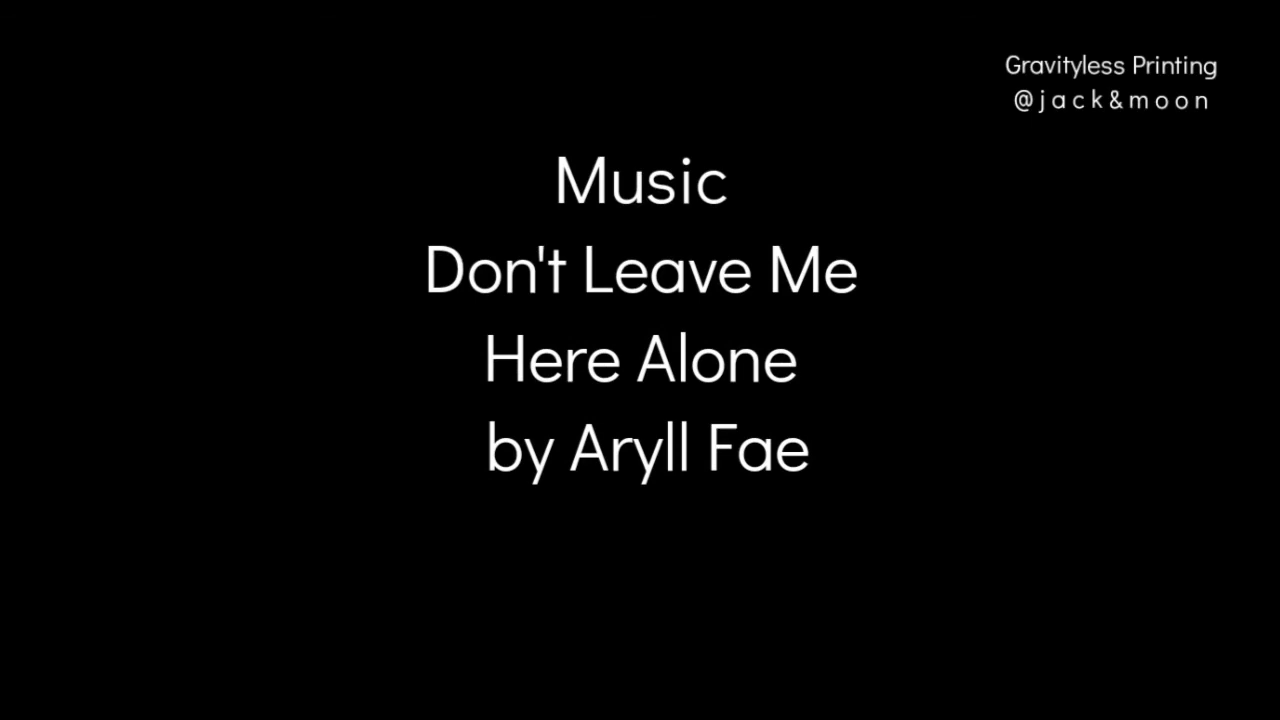 Gravityless Printing
@jack&moon
Music
Don't Leave Me
Here Alone
by Aryll Fae